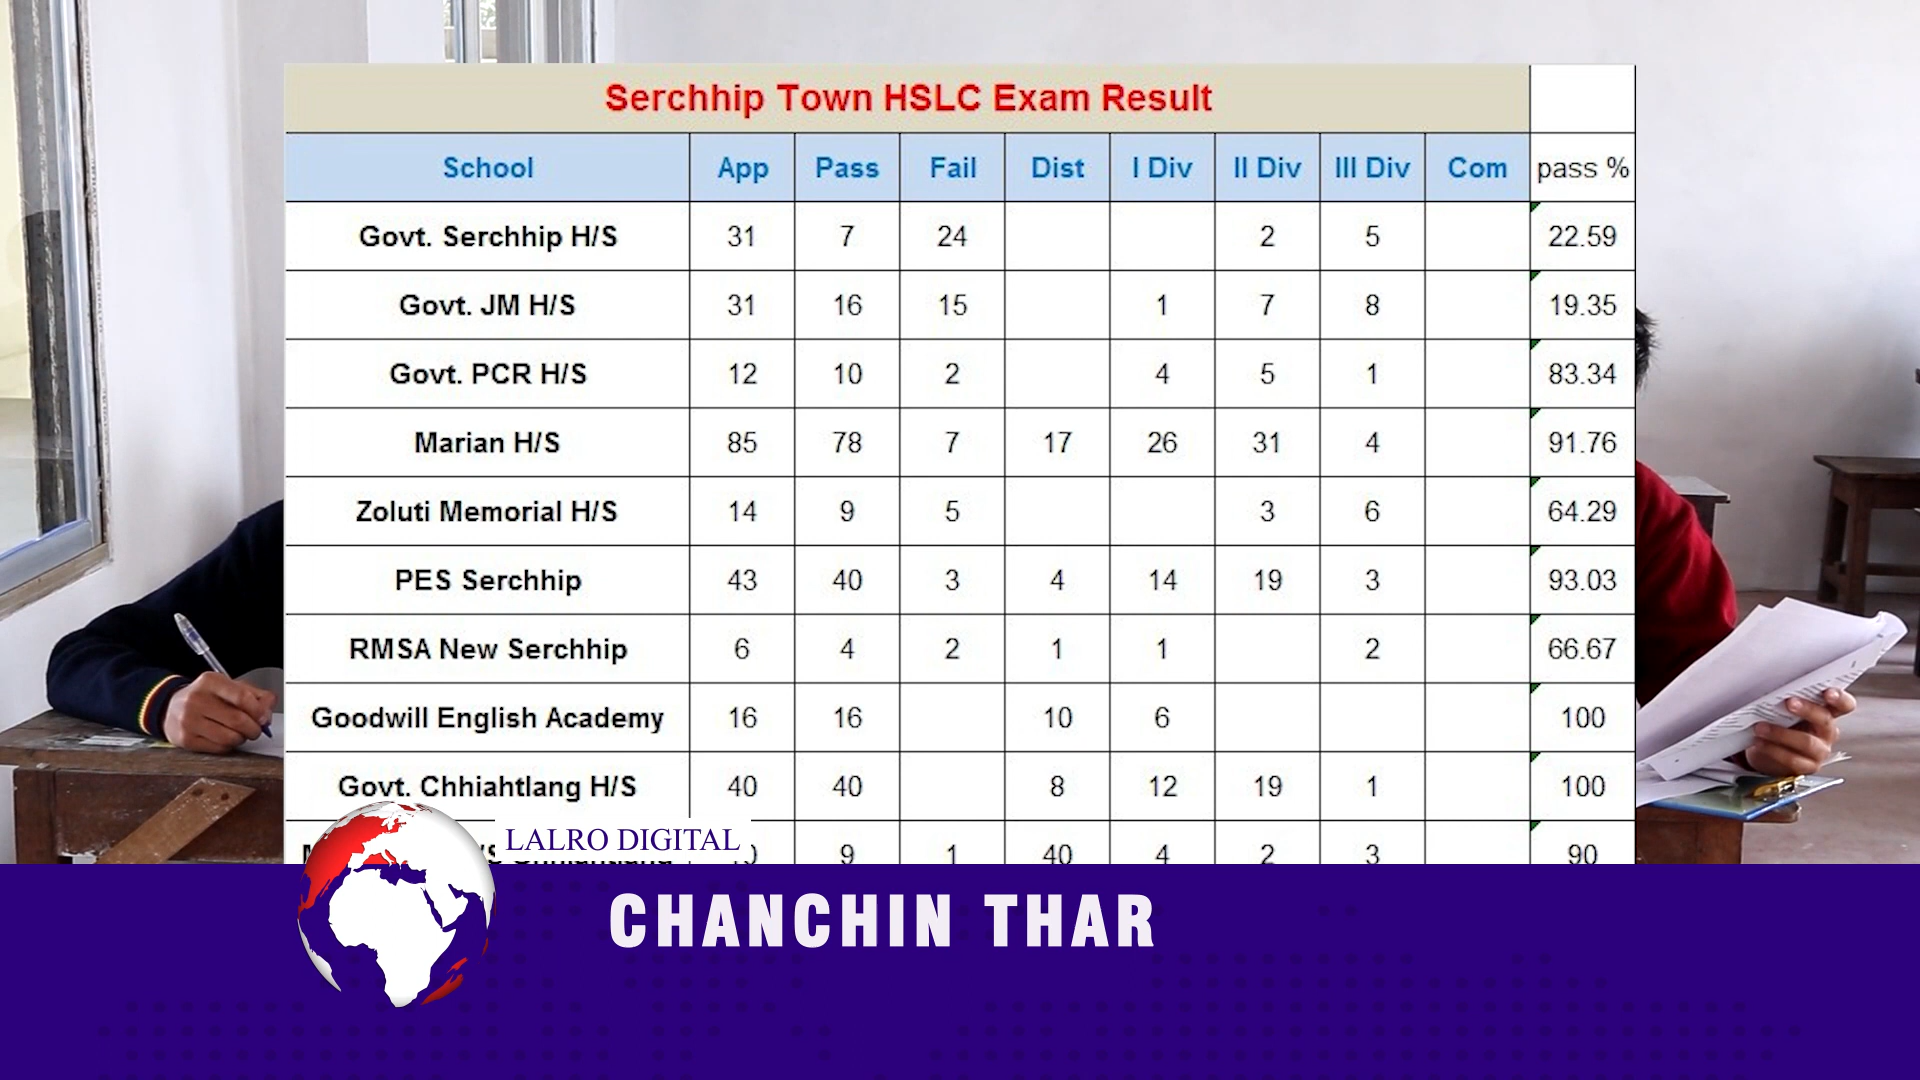 Serchhip Town HSLC Exam Result
School App Pass Fail Dist I Div II Div III Div Com pass %
Govt. Serchhip H/S 31 7 24 2 5 22.59
Govt. JM H/S 31 16 15 1 7 8 19.35
Govt. PCR H/S 12 10 2 4 5 1 83.34
Marian H/S 85 78 7 17 26 31 4 91.76
Zoluti Memorial H/S 14 9 5 3 6 64.29
PES Serchhip 43 40 3 4 14 19 3 93.03
RMSA New Serchhip 6 4 2 1 1 2 66.67
Goodwill English Academy 16 16 10 6 100
Govt. Chhiahtlang H/S 40 40 8 12 19 1 100
9 1 40 4 2 3 90
LALRO DIGITAL
CHANCHIN THAR